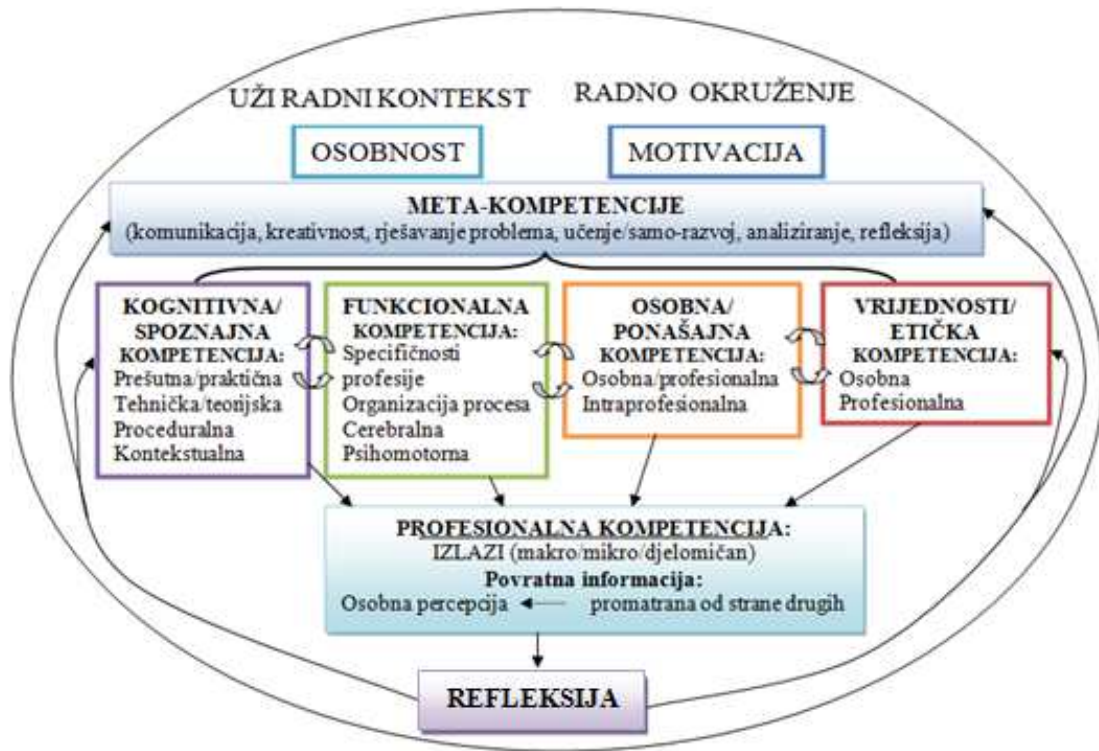 UŽI RADNI KONTEKST
RADNO OKRUŽENJE
OSOBNOST
MOTIVACIJA
META-KOMPETENCIJE
(komunikacija, kreativnost, rješavanje problema, učenje/samo-razvoj, analiziranje, refleksija)
KOGNITIVNA/
SPOZNAJNA
KOMPETENCIJA:
Prešutna/praktična
Tehnička/teorijska
Proceduralna
Kontekstualna
FUNKCIONALNA
KOMPETENCIJA:
Specifičnosti
profesije
Organizacija procesa
Cerebralna
Psihomotorna
OSOBNA/
PONAŠAJNA
KOMPETENCIJA:
Osobna/profesionalna
Intraprofesionalna
VRIJEDNOSTI/
ETIČKA
KOMPETENCIJA:
Osobna
Profesionalna
PROFESIONALNA KOMPETENCIJA:
IZLAZI (makro/mikro/djelomičan)
Povratna informacija:
Osobna percepcija promatrana od strane drugih
REFLEKSIJA